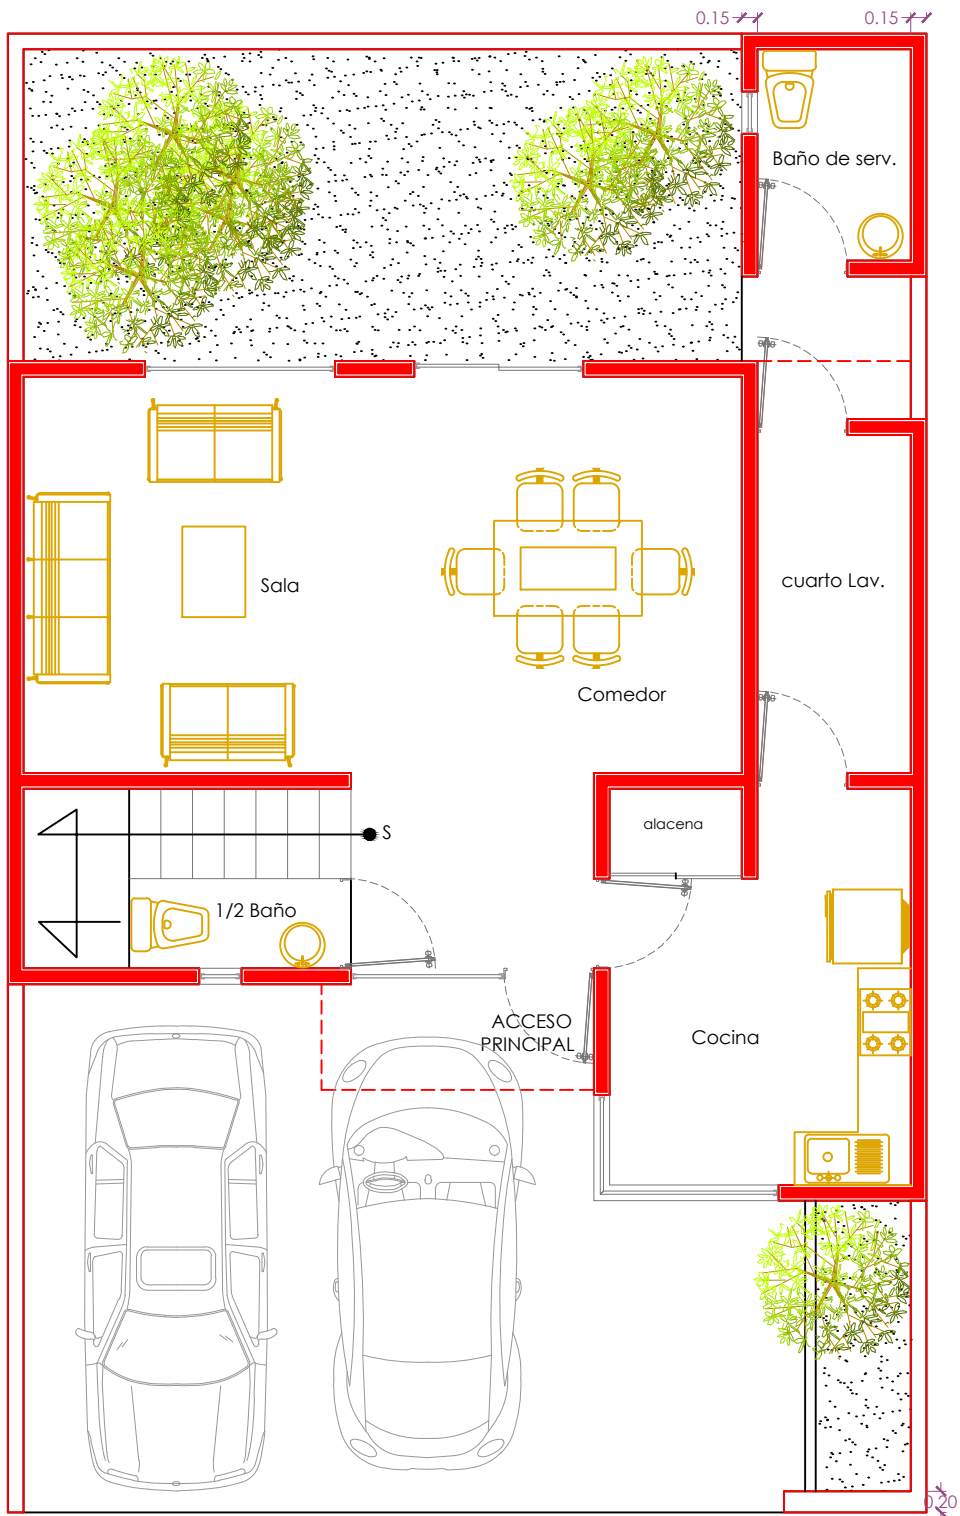 0.15
0.15
Baño de serv.
Sala
cuarto Lav.
Comedor
alacena
S
1/2 Baño
ACCESO
PRINCIPAL
Cocina
0.20